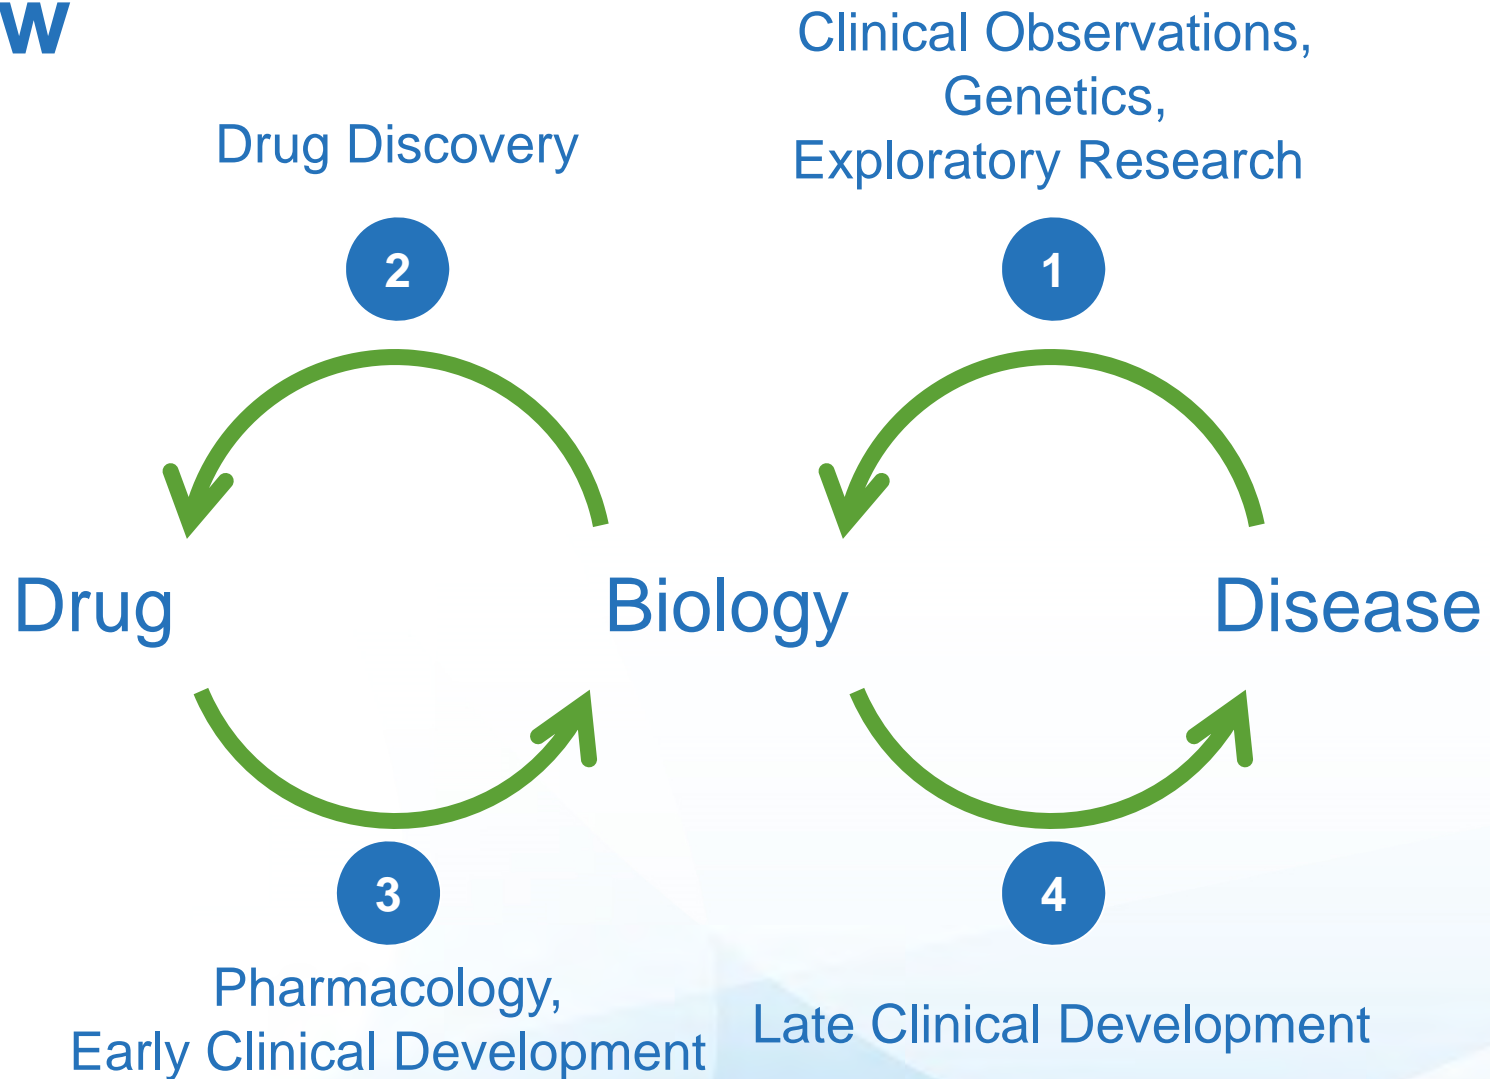 w
Clinical Observations,
Genetics,
Exploratory Research
Drug Discovery
2
1
Drug
Biology
Disease
3
4
Pharmacology,
Early Clinical Development
Late Clinical Development